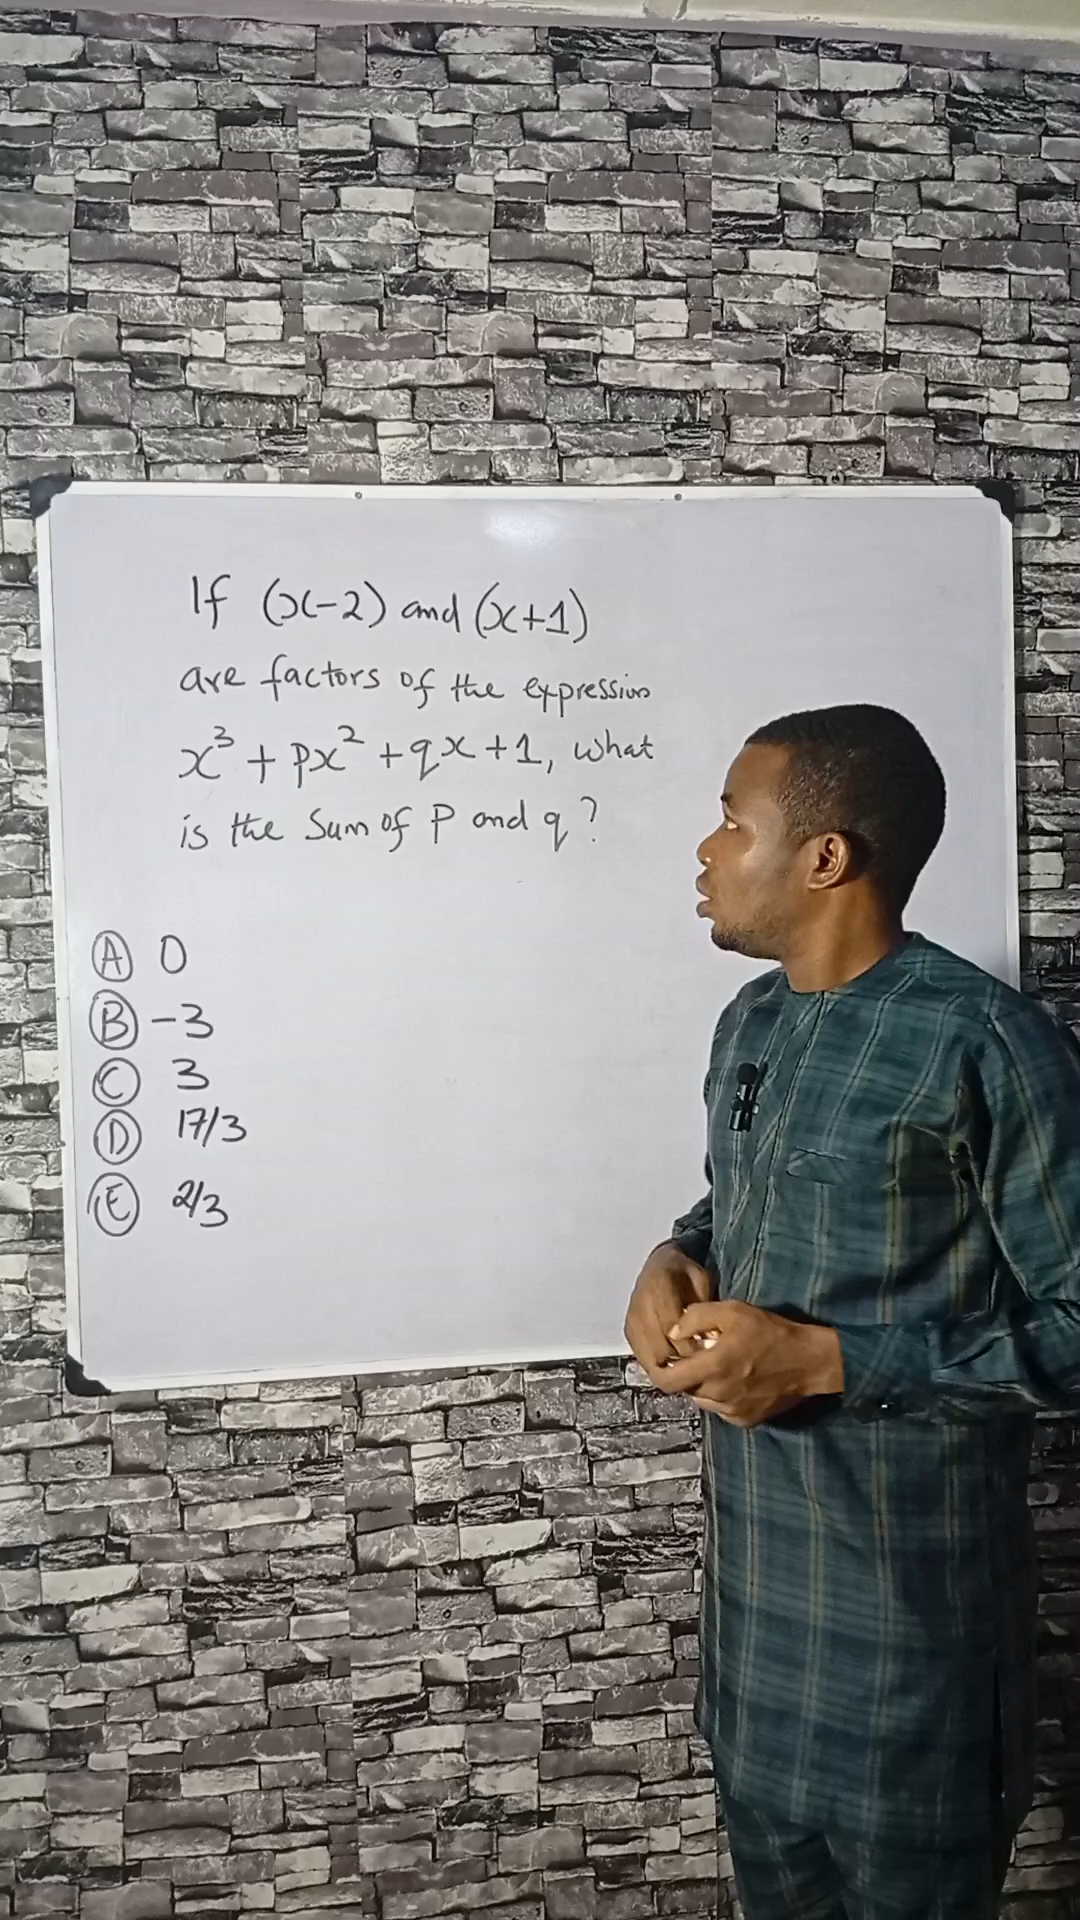 If (x-2) and (x+1)
are factors of the expression
x³ + px² + qx + 1, what
is the sum of P and q?
A 0
B -3
C 3
D 17/3
E 2/3